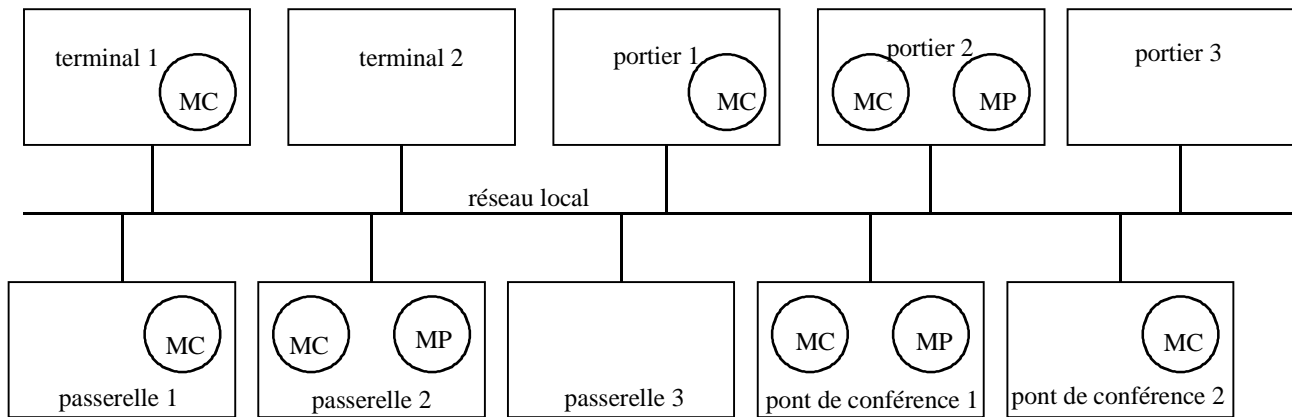 terminal 1
MC
terminal 2
portier 1
MC
portier 2
MC
MP
portier 3
réseau local
MC
passerelle 1
MC
MP
passerelle 2
passerelle 3
MC
MP
pont de conférence 1
MC
pont de conférence 2